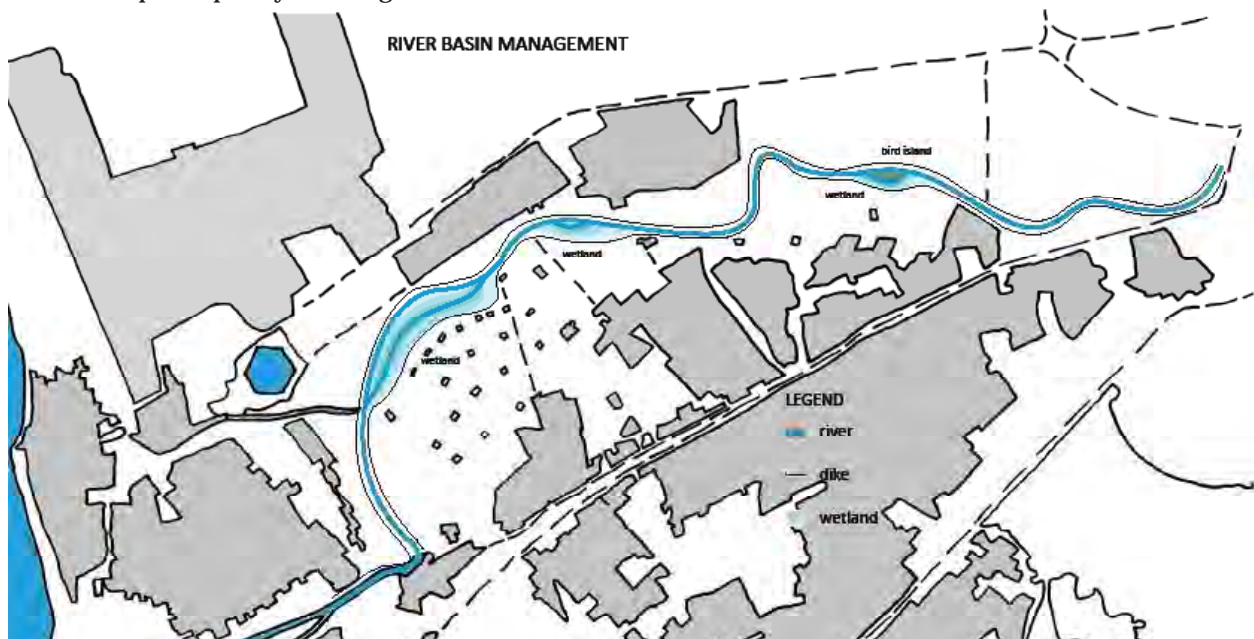 RIVER BASIN MANAGEMENT
bird island
wetland
wetland
wetland
LEGEND
river
dike
wetland